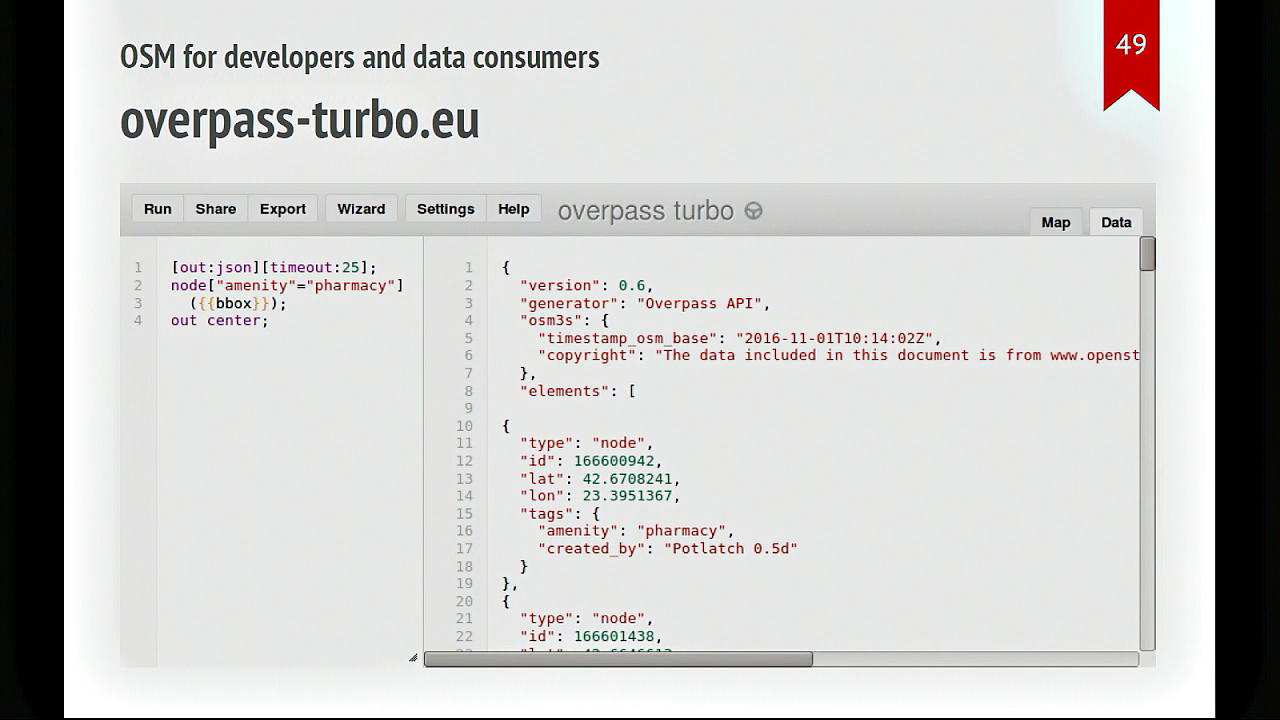 49
OSM for developers and data consumers
overpass-turbo.eu
Run Share Export Wizard Settings Help overpass turbo Map Data
1 [out:json][timeout:25];
2 node["amenity"="pharmacy"]
3 ({{bbox}});
4 out center;
1 {
2 "version": 0.6,
3 "generator": "Overpass API",
4 "osm3s": {
5 "timestamp_osm_base": "2016-11-01T10:14:02Z",
6 "copyright": "The data included in this document is from www.openst
7 },
8 "elements": [
9
10 {
11 "type": "node",
12 "id": 166600942,
13 "lat": 42.6708241,
14 "lon": 23.3951367,
15 "tags": {
16 "amenity": "pharmacy",
17 "created_by": "Potlatch 0.5d"
18 }
19 },
20 {
21 "type": "node",
22 "id": 166601438,